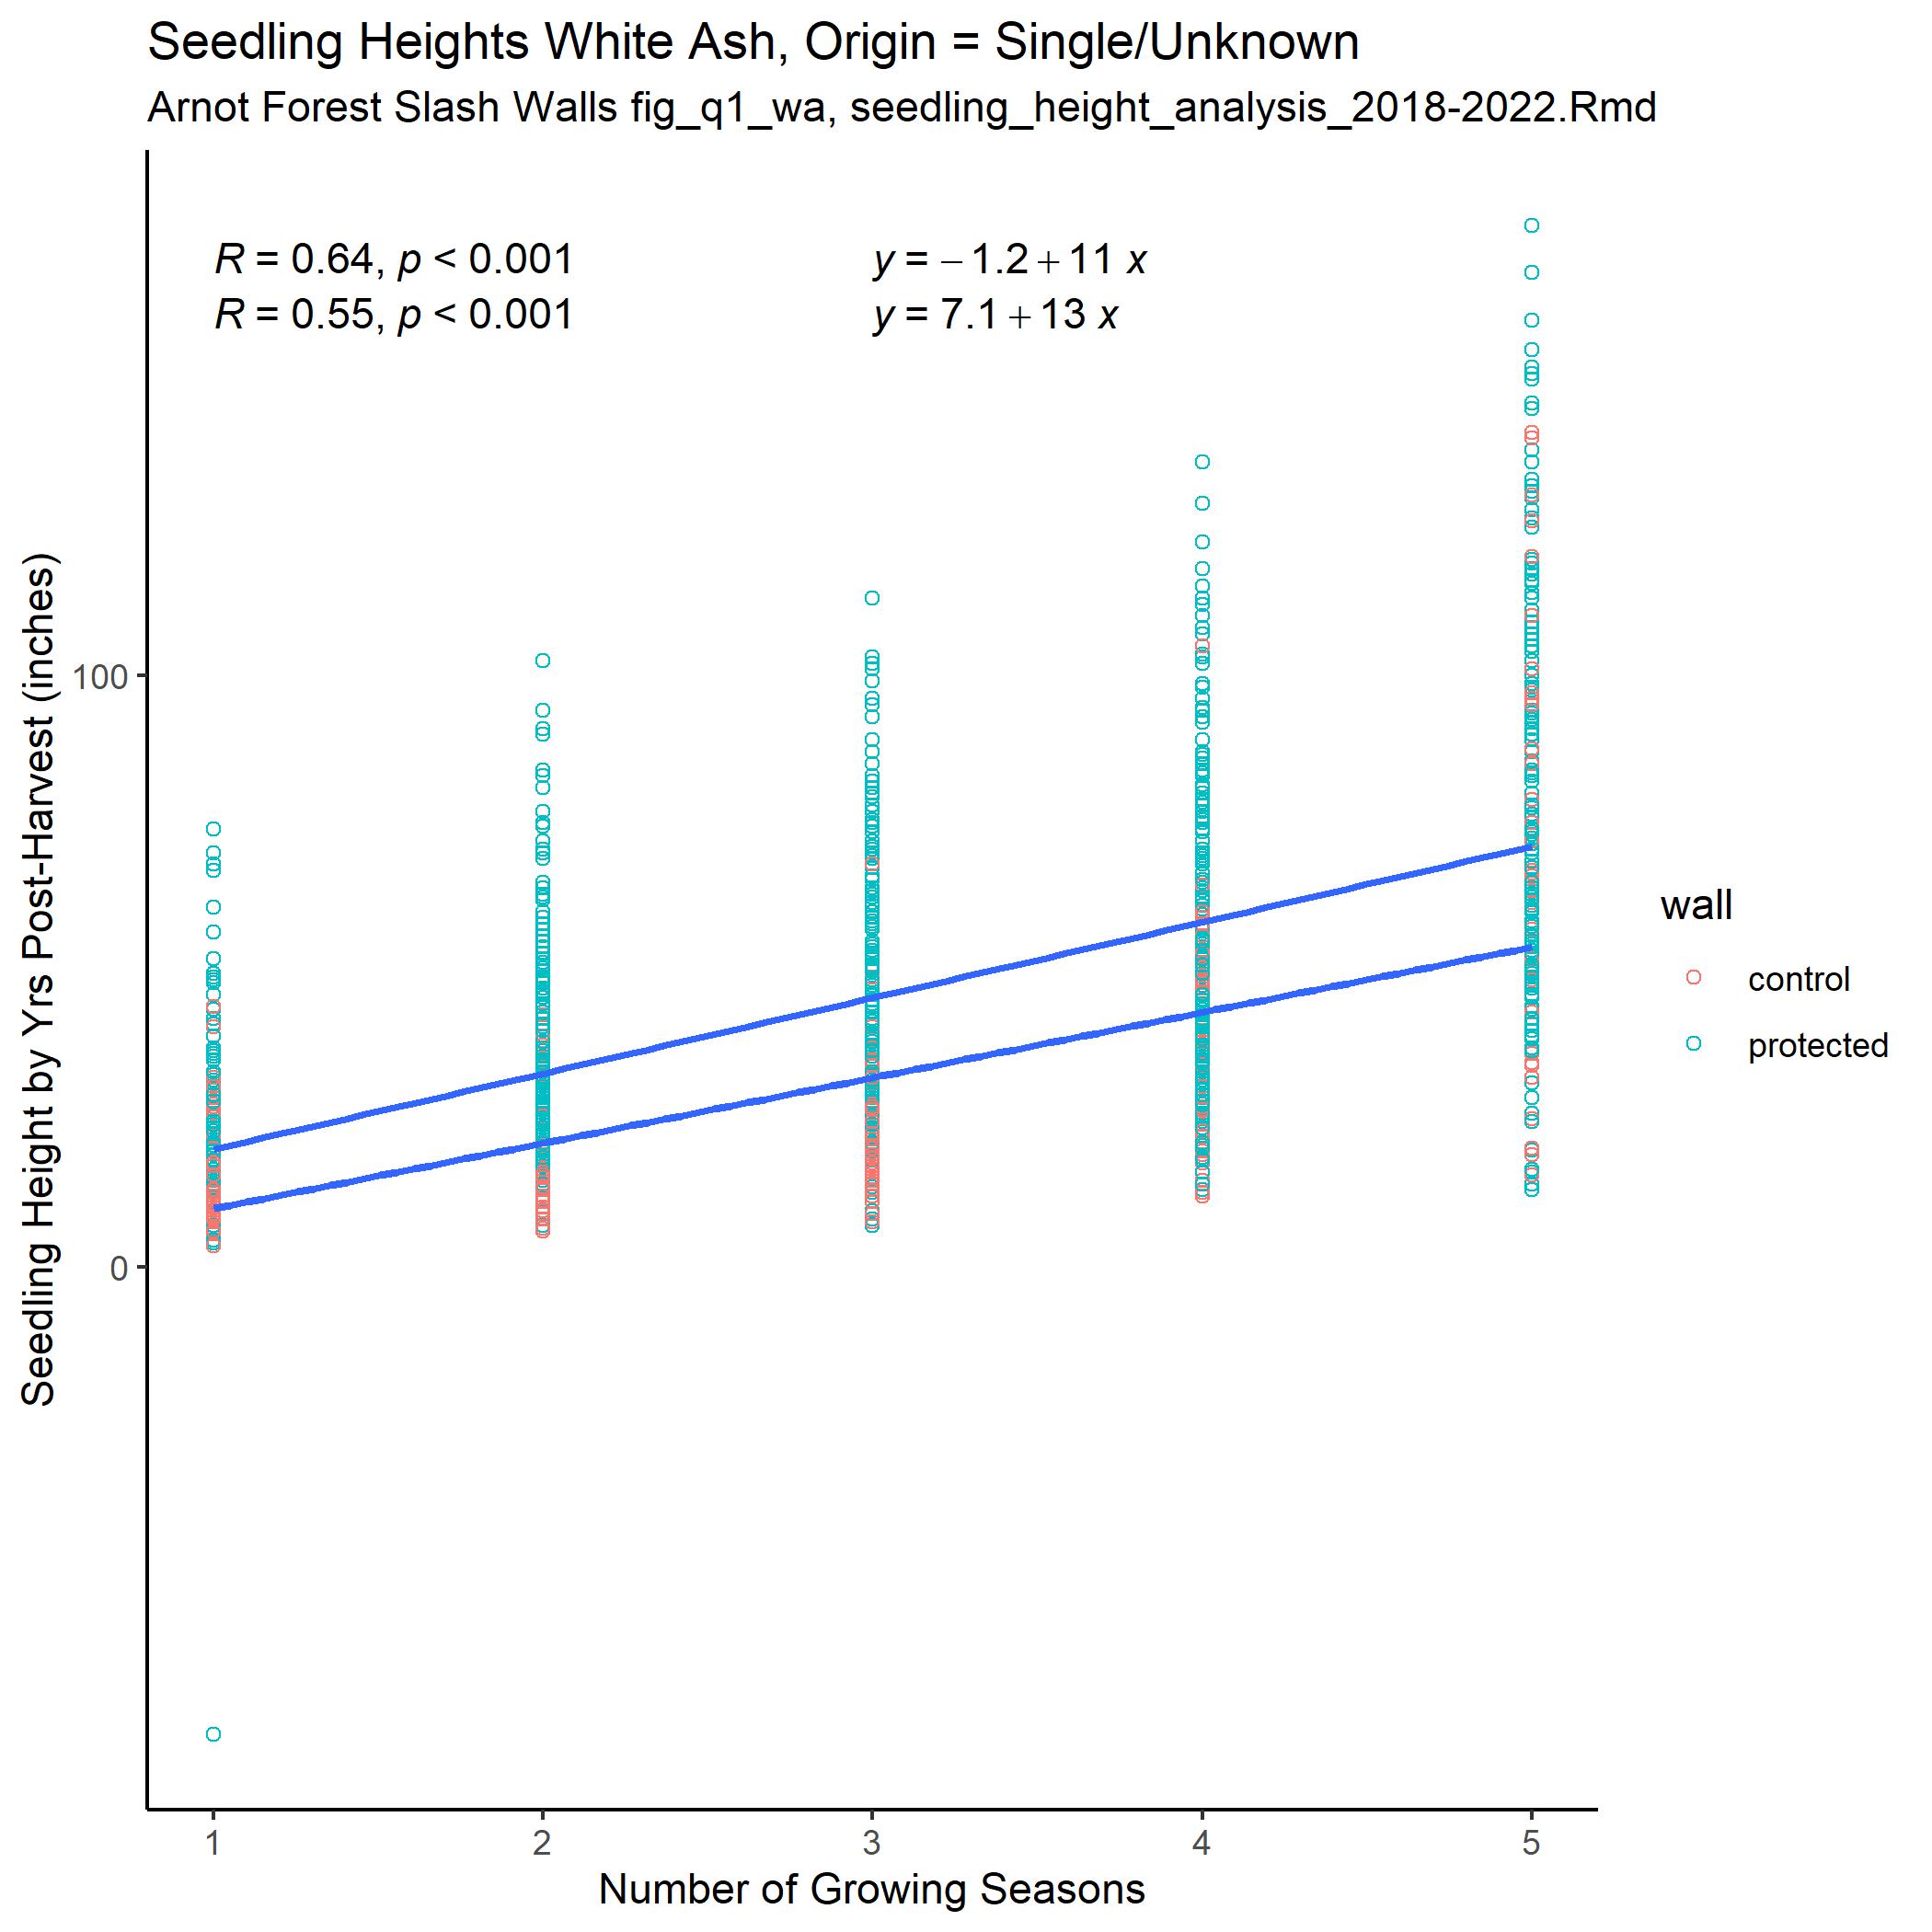 Seedling Heights White Ash, Origin = Single/Unknown
Arnot Forest Slash Walls fig_q1_wa, seedling_height_analysis_2018-2022.Rmd
R = 0.64, p < 0.001
y = − 1.2 + 11 x
R = 0.55, p < 0.001
y = 7.1 + 13 x
Seedling Height by Yrs Post-Harvest (inches)
100
0
wall
control
protected
1 2 3 4 5
Number of Growing Seasons